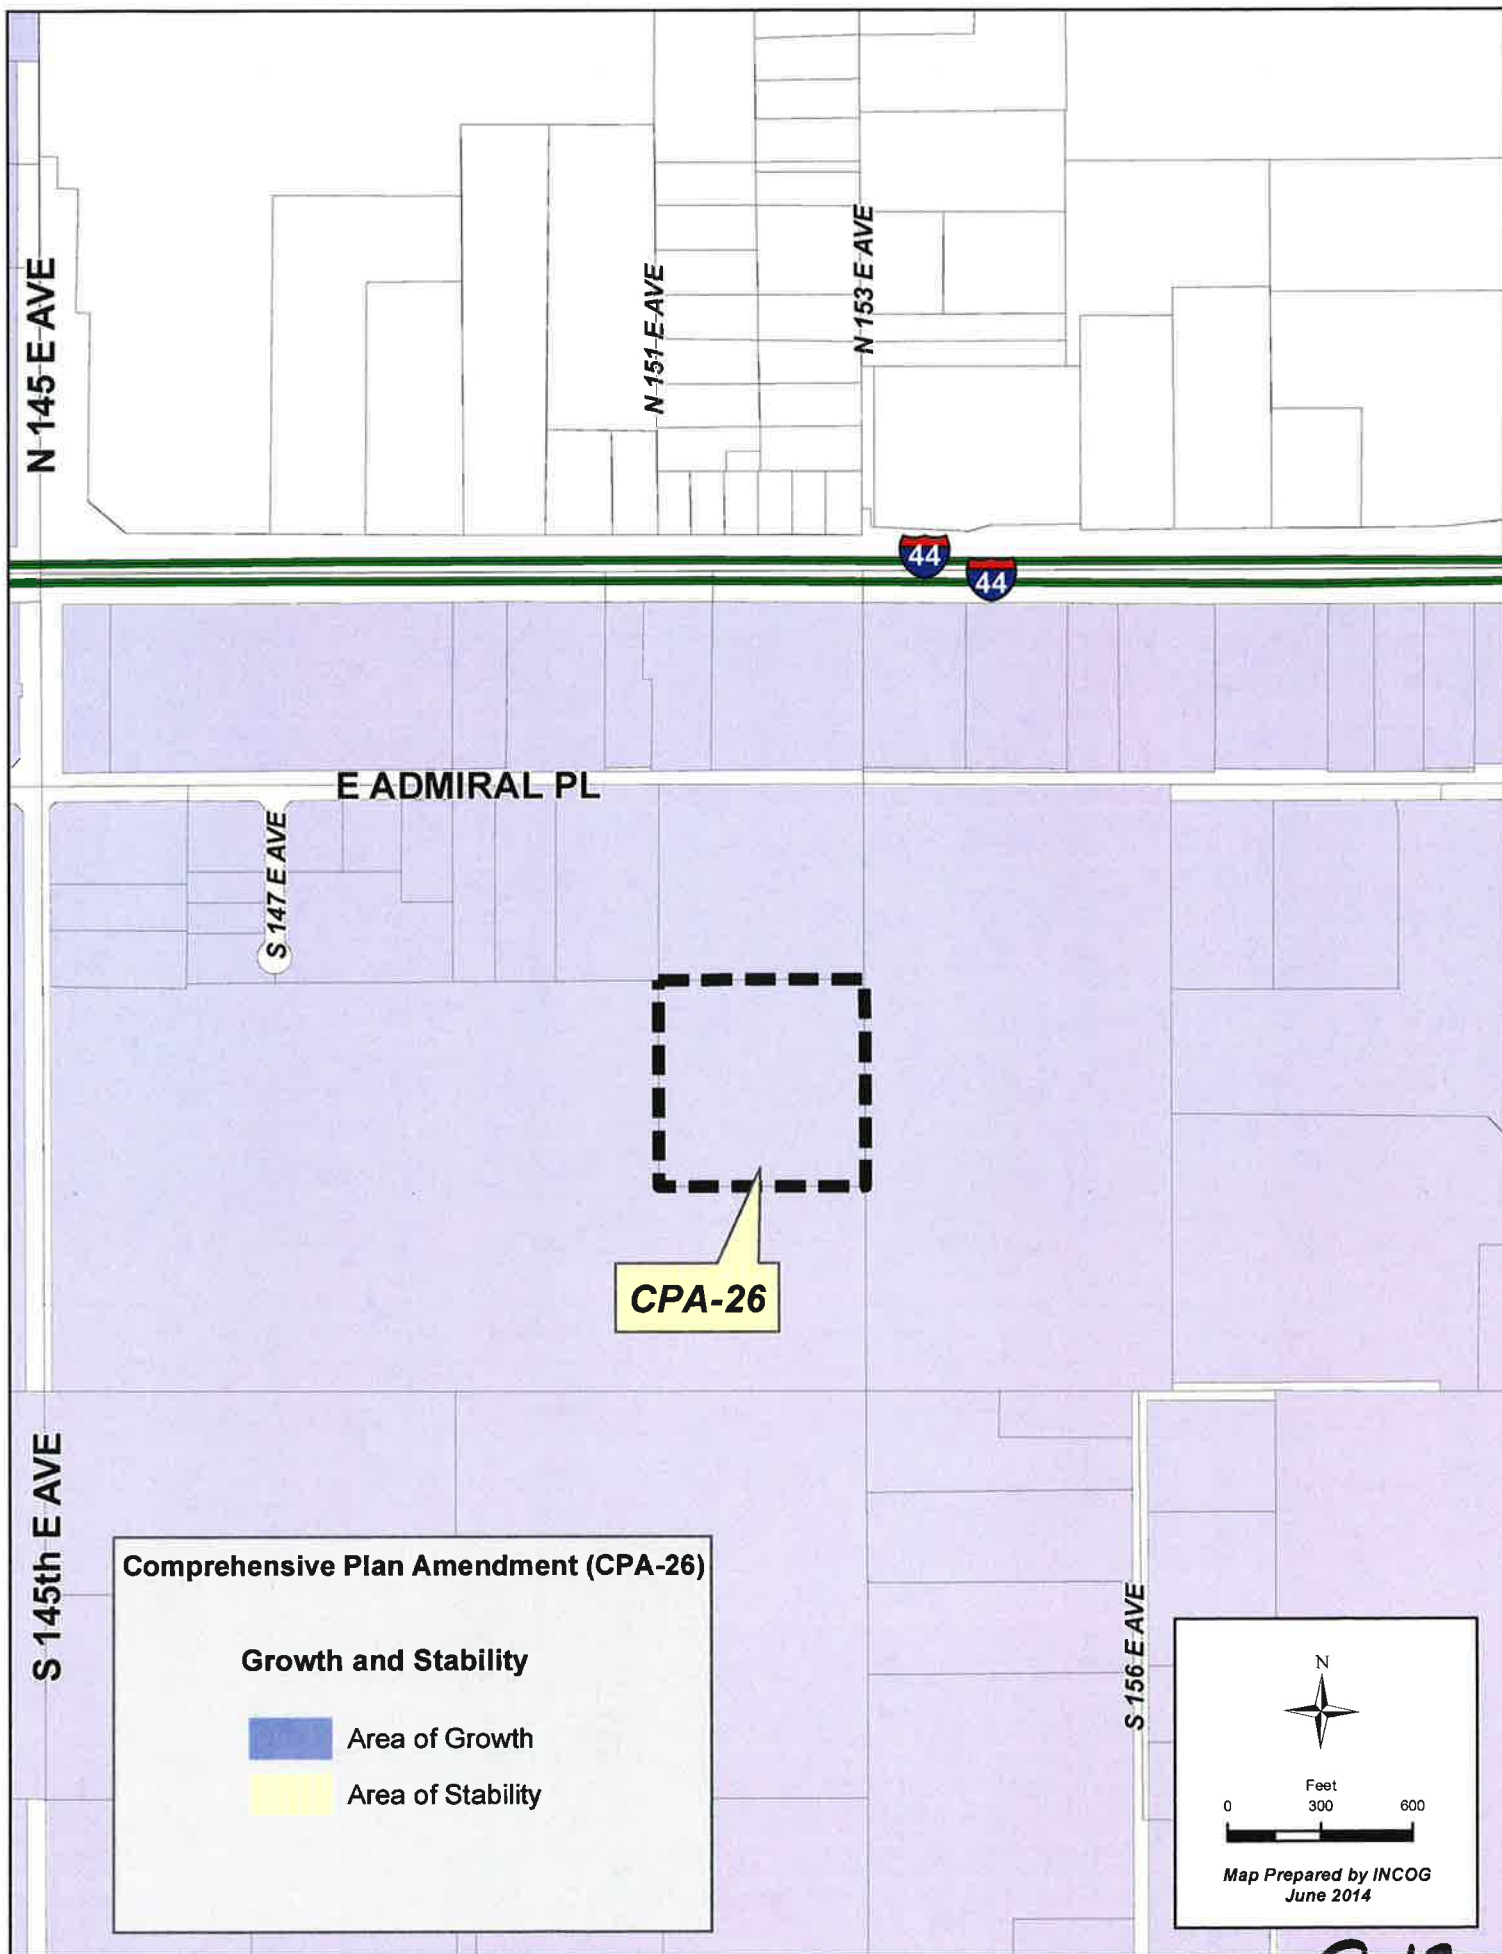 N 145 E AVE
N 151 E AVE
N 153 E AVE
44
44
E ADMIRAL PL
S 147 E AVE
CPA-26
S 145th E AVE
S 156 E AVE
Comprehensive Plan Amendment (CPA-26)
Growth and Stability
Area of Growth
Area of Stability
N
Feet
0 300 600
Map Prepared by INCOG
June 2014